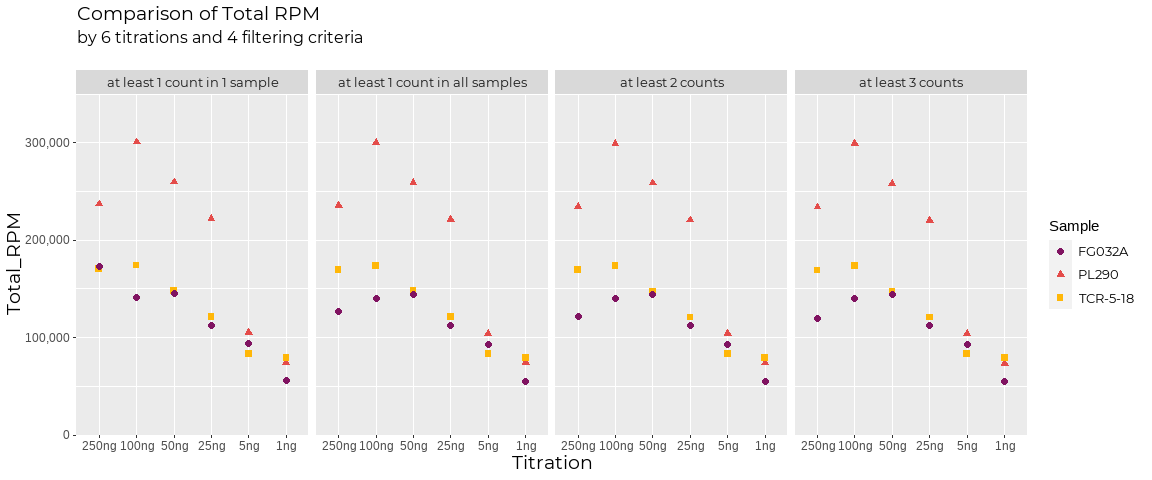 Comparison of Total RPM
by 6 titrations and 4 filtering criteria
at least 1 count in 1 sample
at least 1 count in all samples
at least 2 counts
at least 3 counts
Total_RPM
300,000
200,000
100,000
0
250ng 100ng 50ng 25ng 5ng 1ng
250ng 100ng 50ng 25ng 5ng 1ng
250ng 100ng 50ng 25ng 5ng 1ng
250ng 100ng 50ng 25ng 5ng 1ng
Titration
Sample
FG032A
PL290
TCR-5-18